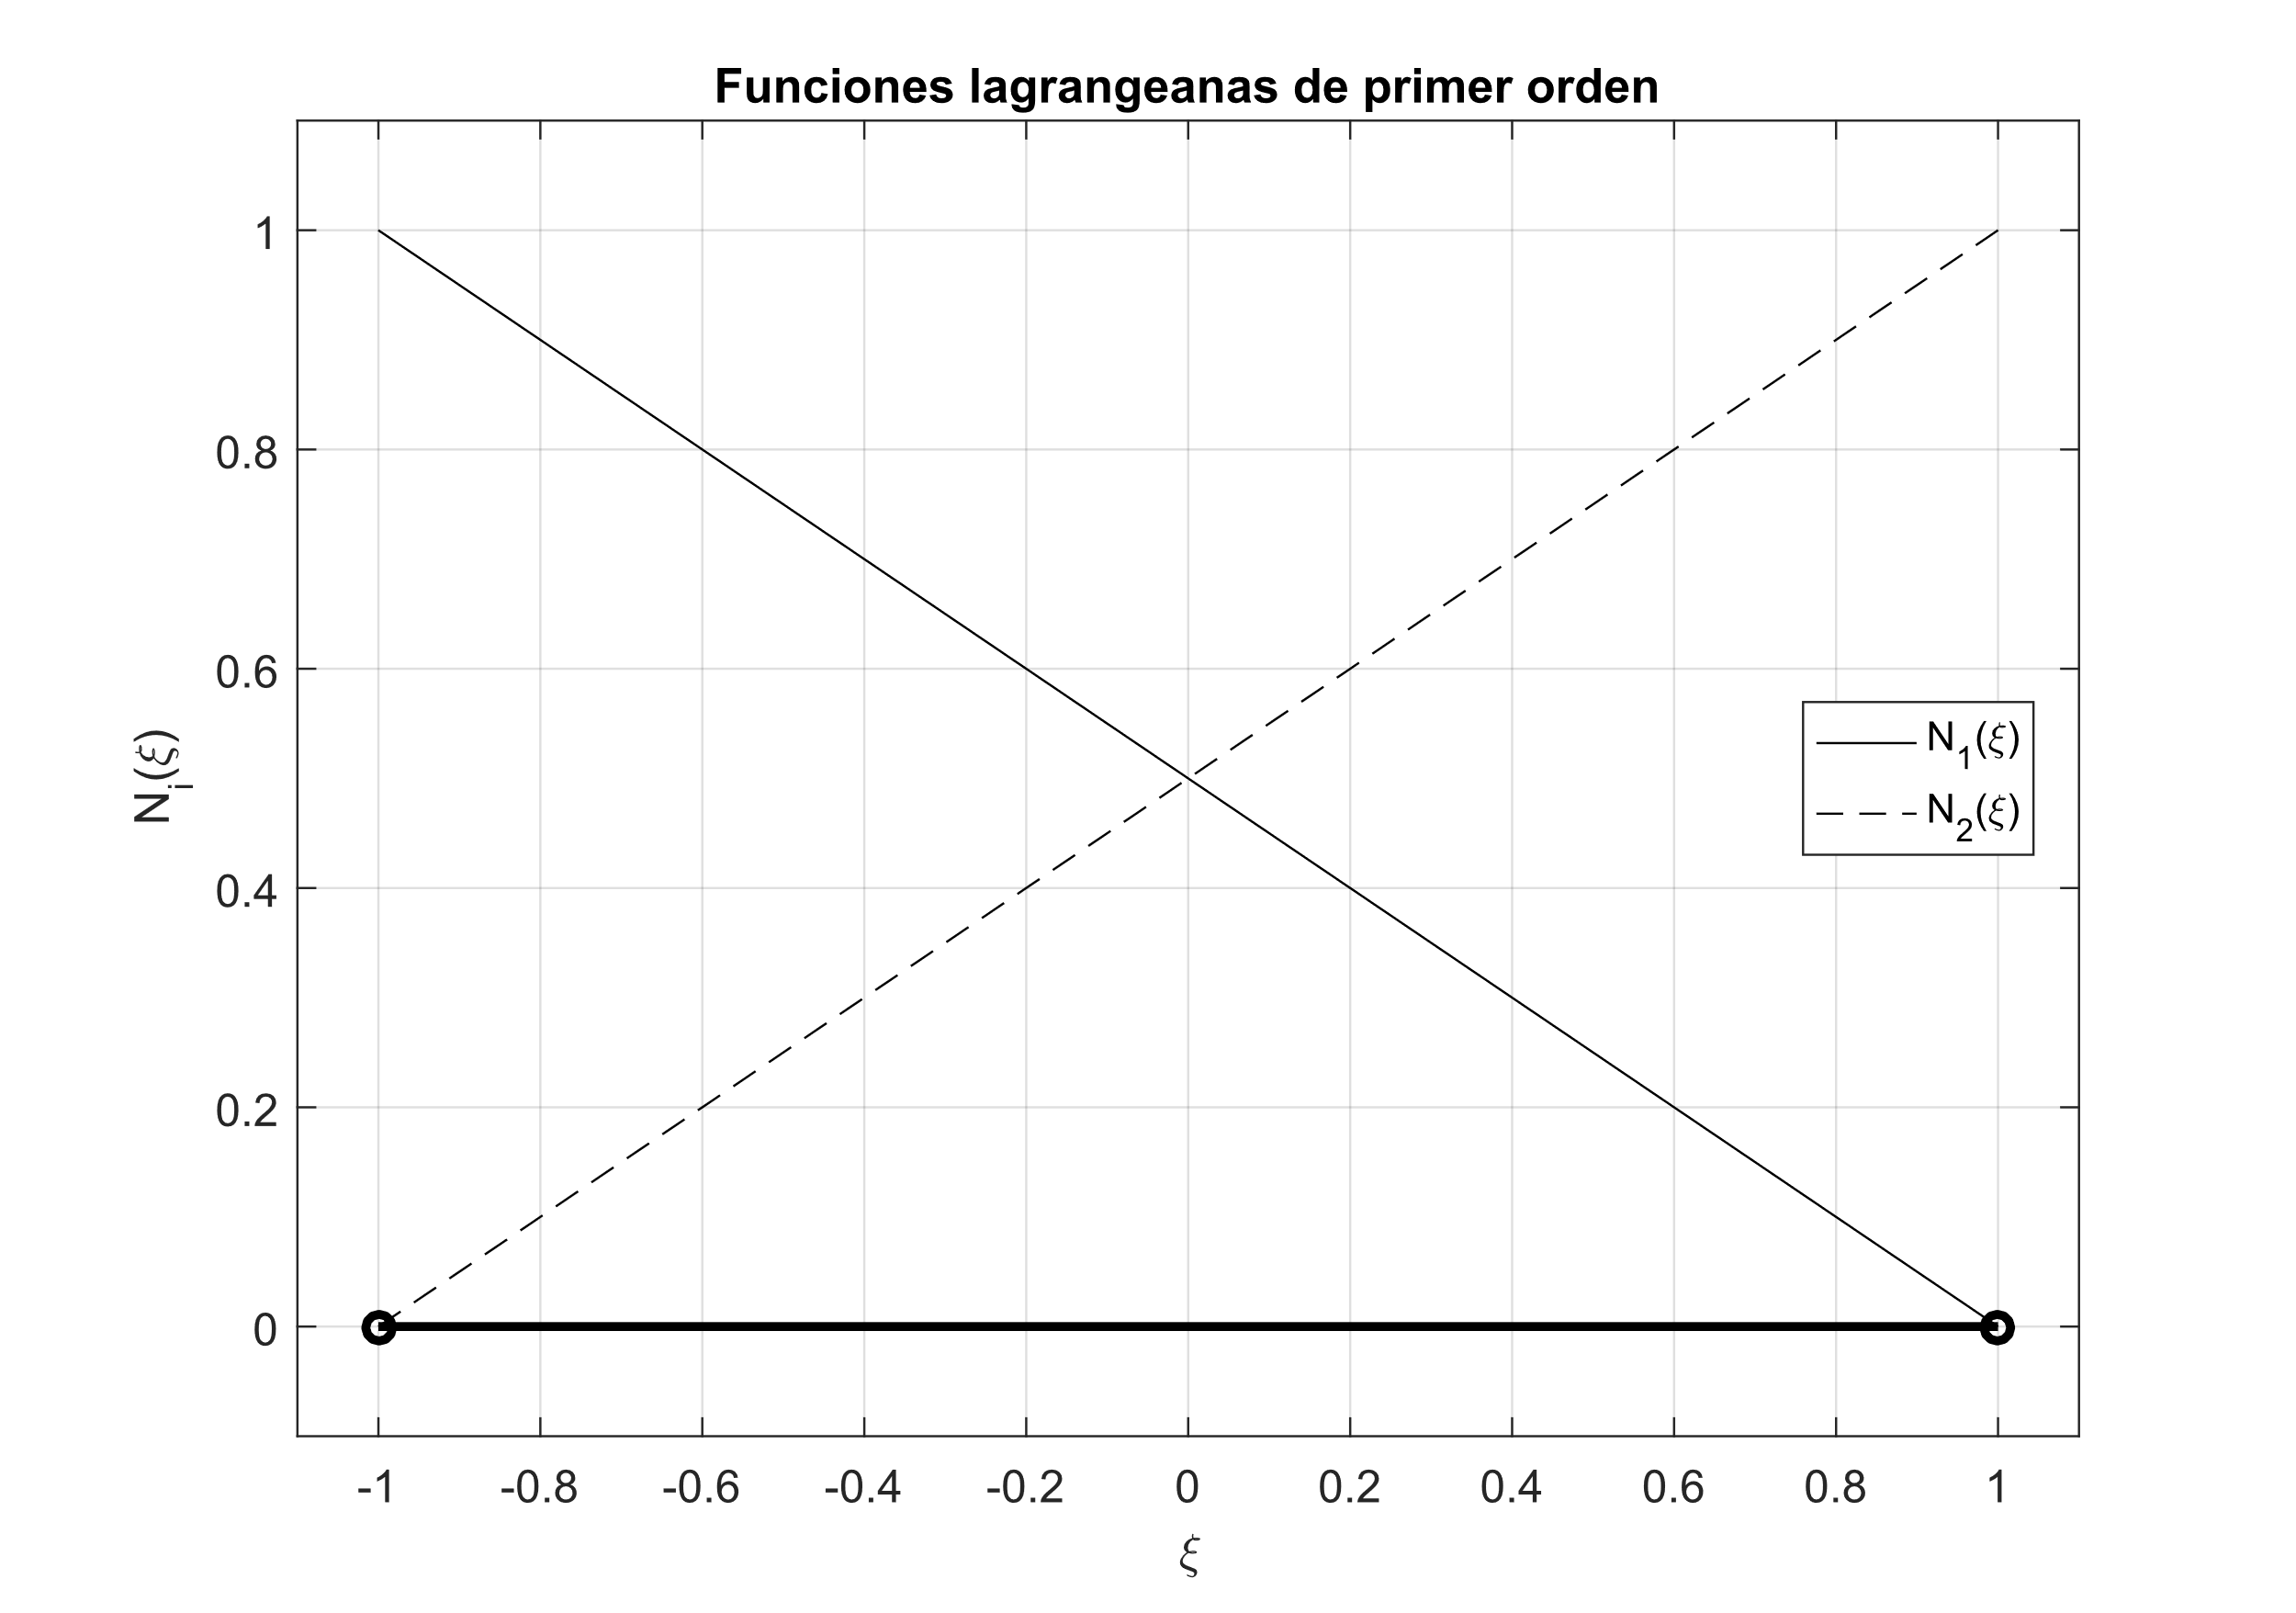 Funciones lagrangeanas de primer orden
1
0.8
0.6
0.4
0.2
0
Nᵢ(ξ)
N₁(ξ)
N₂(ξ)
-1 -0.8 -0.6 -0.4 -0.2 0 0.2 0.4 0.6 0.8 1
ξ